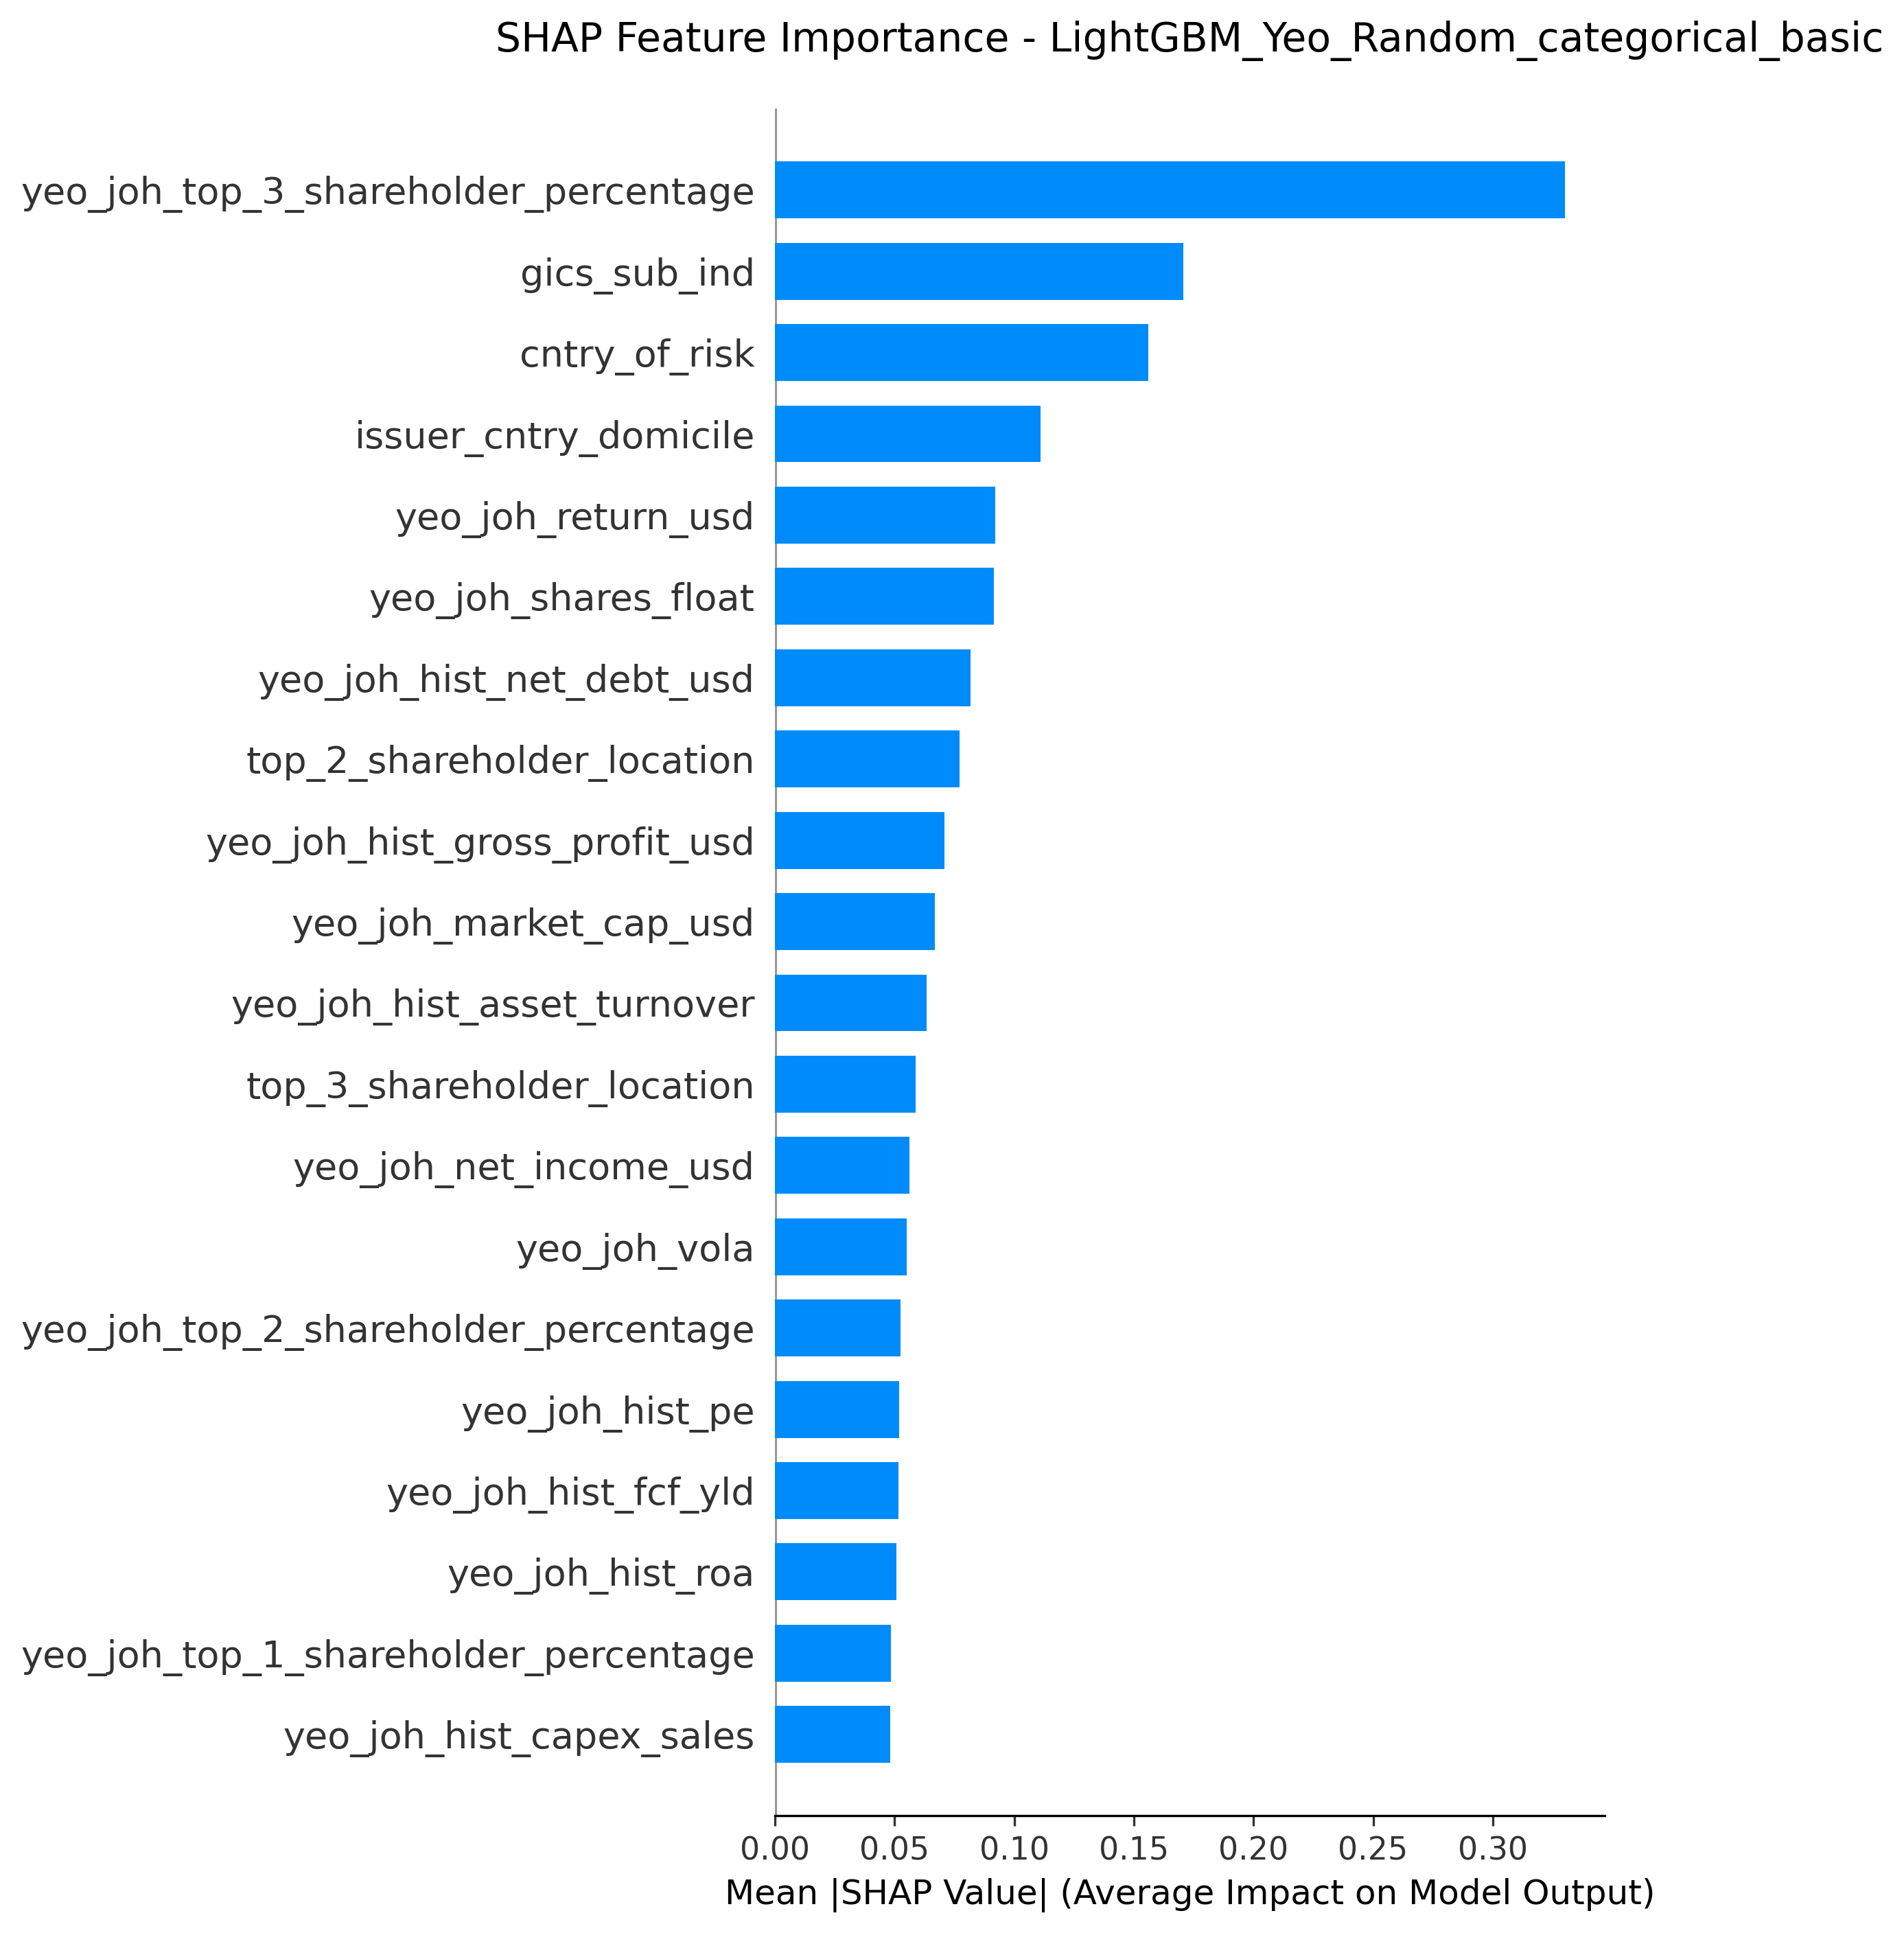 SHAP Feature Importance - LightGBM_Yeo_Random_categorical_basic
yeo_joh_top_3_shareholder_percentage
gics_sub_ind
cntry_of_risk
issuer_cntry_domicile
yeo_joh_return_usd
yeo_joh_shares_float
yeo_joh_hist_net_debt_usd
top_2_shareholder_location
yeo_joh_hist_gross_profit_usd
yeo_joh_market_cap_usd
yeo_joh_hist_asset_turnover
top_3_shareholder_location
yeo_joh_net_income_usd
yeo_joh_vola
yeo_joh_top_2_shareholder_percentage
yeo_joh_hist_pe
yeo_joh_hist_fcf_yld
yeo_joh_hist_roa
yeo_joh_top_1_shareholder_percentage
yeo_joh_hist_capex_sales
0.00 0.05 0.10 0.15 0.20 0.25 0.30
Mean |SHAP Value| (Average Impact on Model Output)